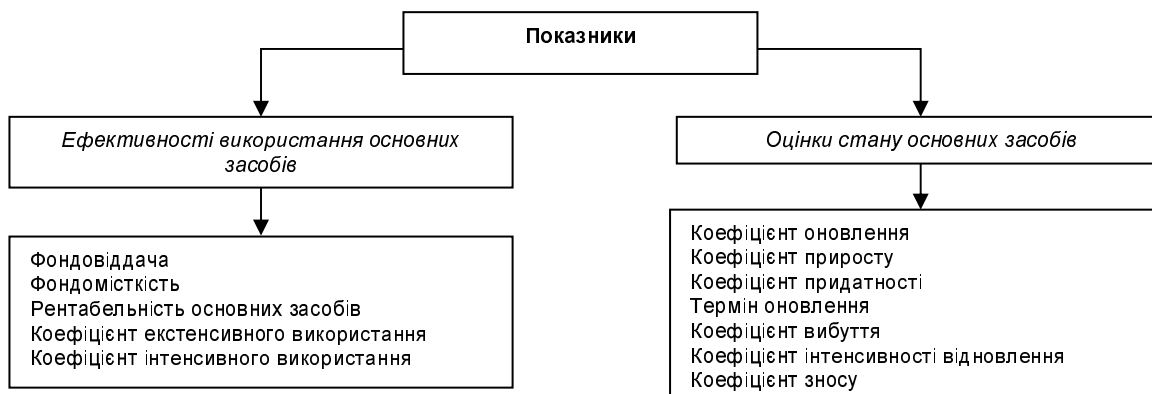 Показники
Ефективності використання основних
засобів
Оцінки стану основних засобів
Фондовіддача
Фондомісткість
Рентабельність основних засобів
Коефіцієнт екстенсивного використання
Коефіцієнт інтенсивного використання
Коефіцієнт оновлення
Коефіцієнт приросту
Коефіцієнт придатності
Термін оновлення
Коефіцієнт вибуття
Коефіцієнт інтенсивності відновлення
Коефіцієнт зносу